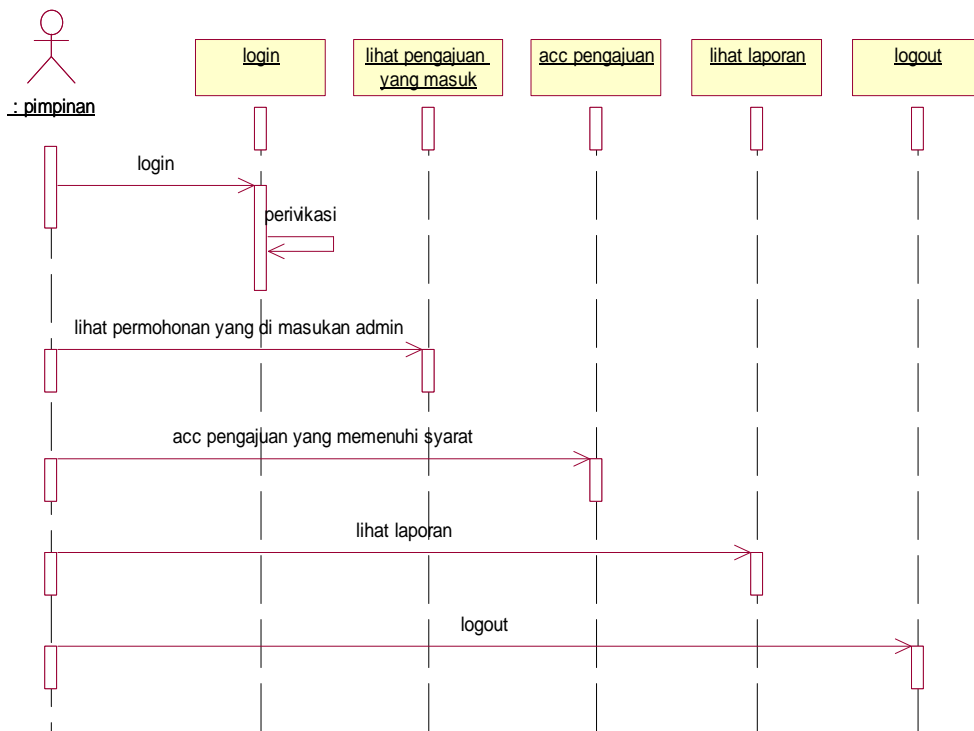 login
lihat pengajuan
yang masuk
acc pengajuan
lihat laporan
logout
: pimpinan
login
perivikasi
lihat permohonan yang di masukan admin
acc pengajuan yang memenuhi syarat
lihat laporan
logout